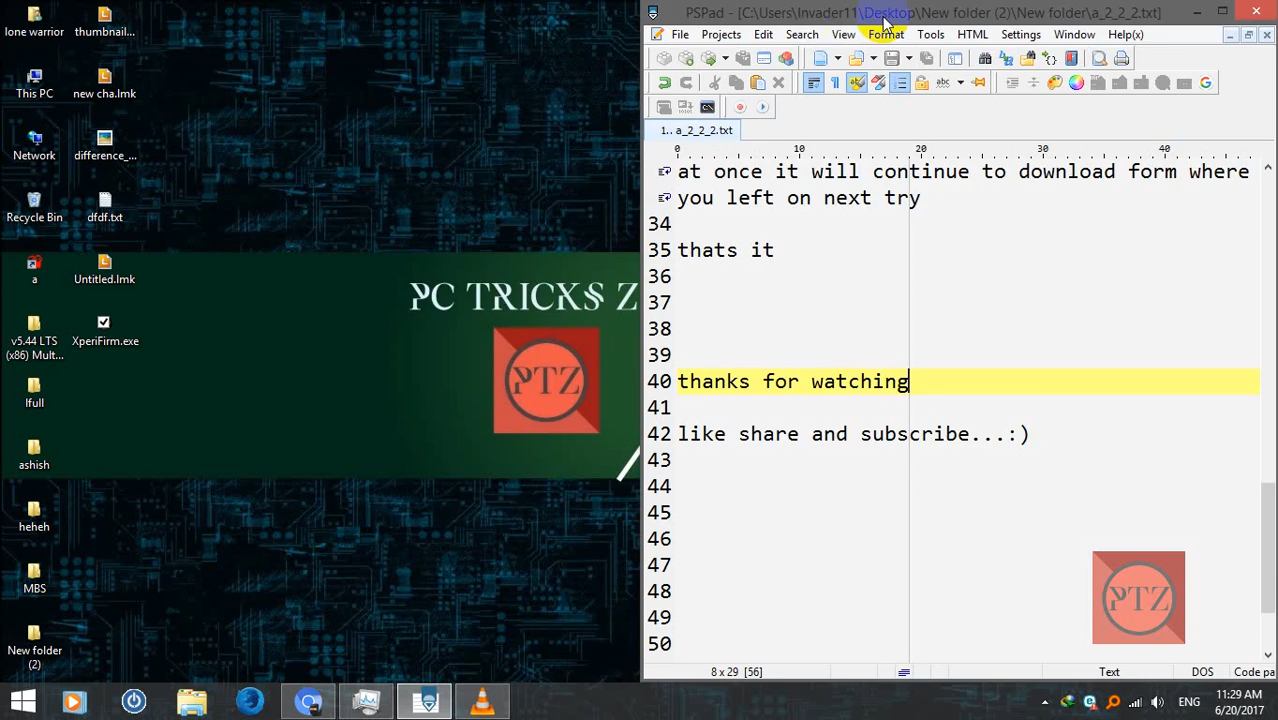 PSPad - [C:\Users\nvader11\Desktop\New folder (2)\New folder\a_2_2_2.txt]
File Projects Edit Search View Format Tools HTML Settings Window Help(x)
1.. a_2_2_2.txt
0 10 20 30 40
at once it will continue to download form where
you left on next try
34
35 thats it
36
37
38
39
40 thanks for watching
41
42 like share and subscribe...:)
43
44
45
46
47
48
49
50
8 x 29 [56] Text DOS Code pa
lone warrior
thumbnail...
This PC
new cha.lmk
Network
difference_...
Recycle Bin
dfdf.txt
a
Untitled.lmk
v5.44 LTS
(x86) Mult...
XperiFirm.exe
lfull
ashish
heheh
MBS
New folder
(2)
PC TRICKS Z
PTZ
PTZ
ENG
11:29 AM
6/20/2017